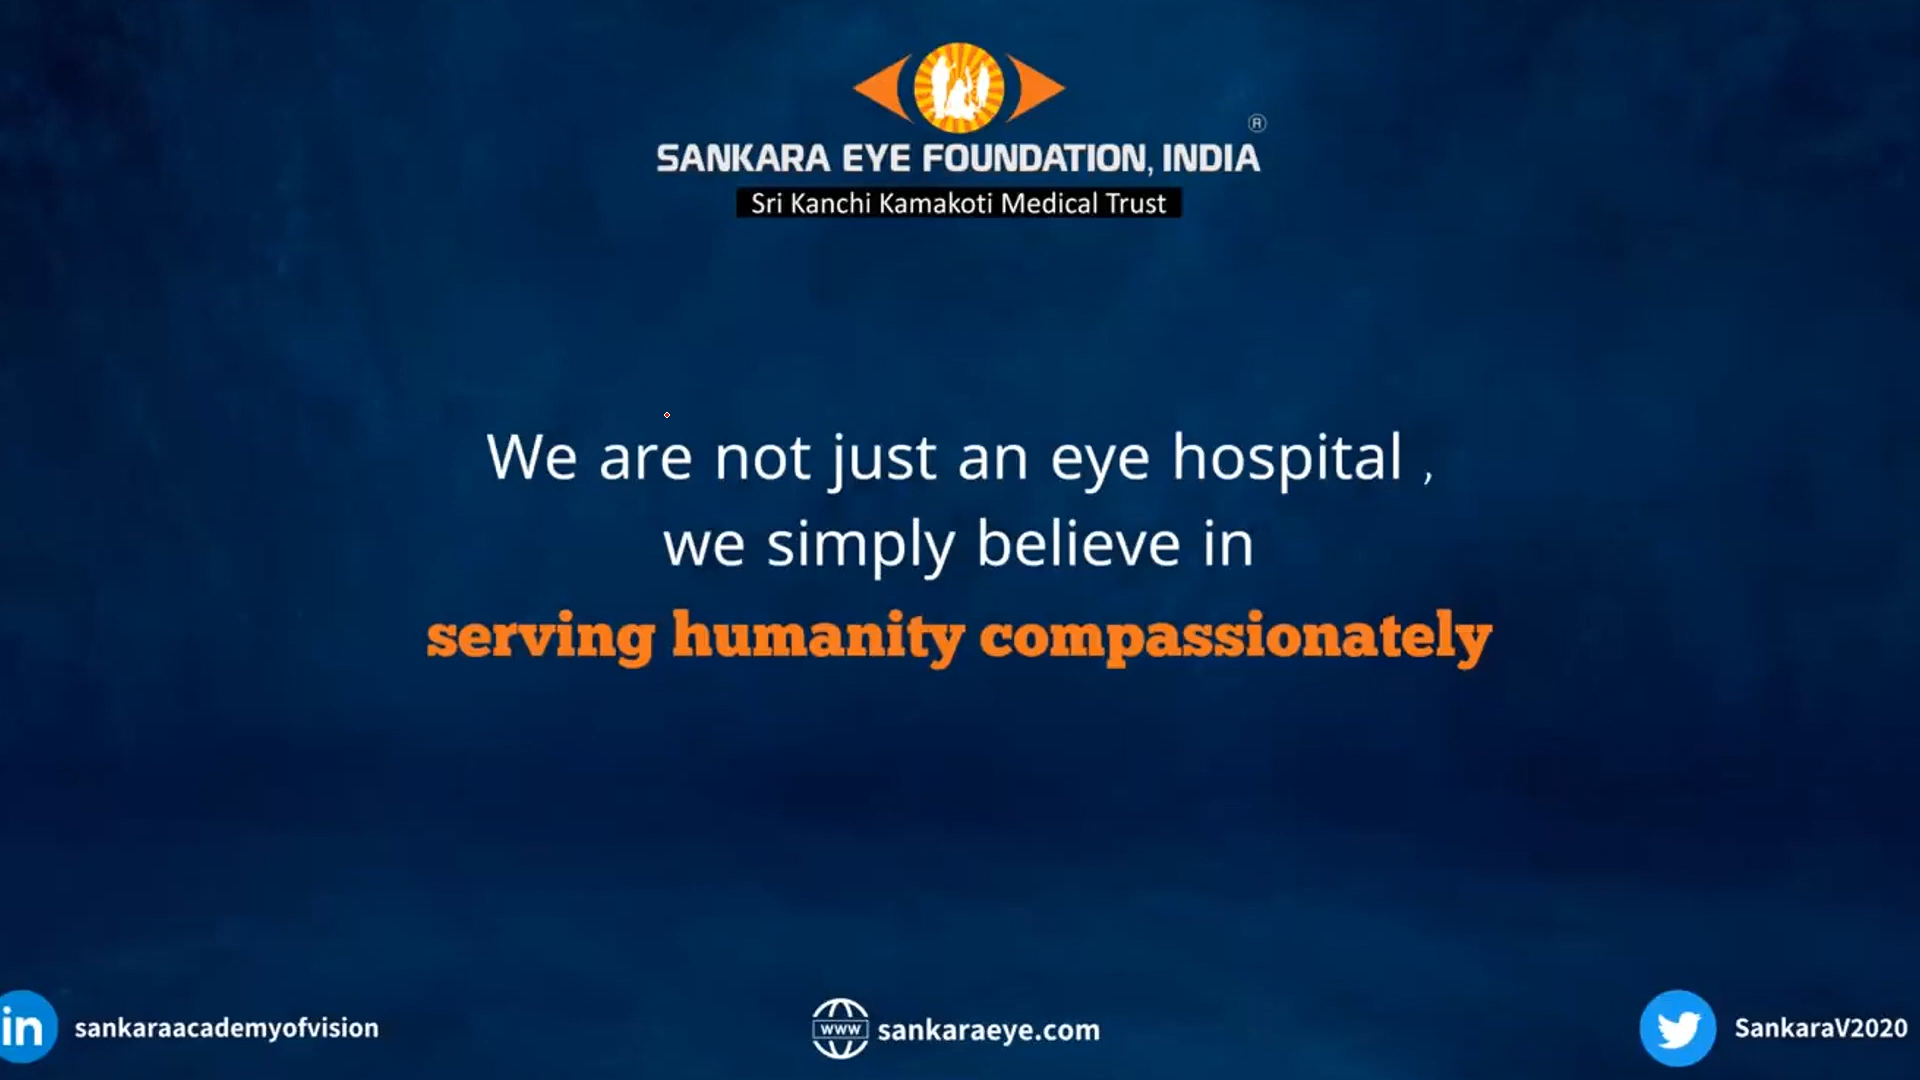 ®
SANKARA EYE FOUNDATION, INDIA
Sri Kanchi Kamakoti Medical Trust
We are not just an eye hospital ,
we simply believe in
serving humanity compassionately
in sankaraacademyofvision
www sankaraeye.com
SankaraV2020